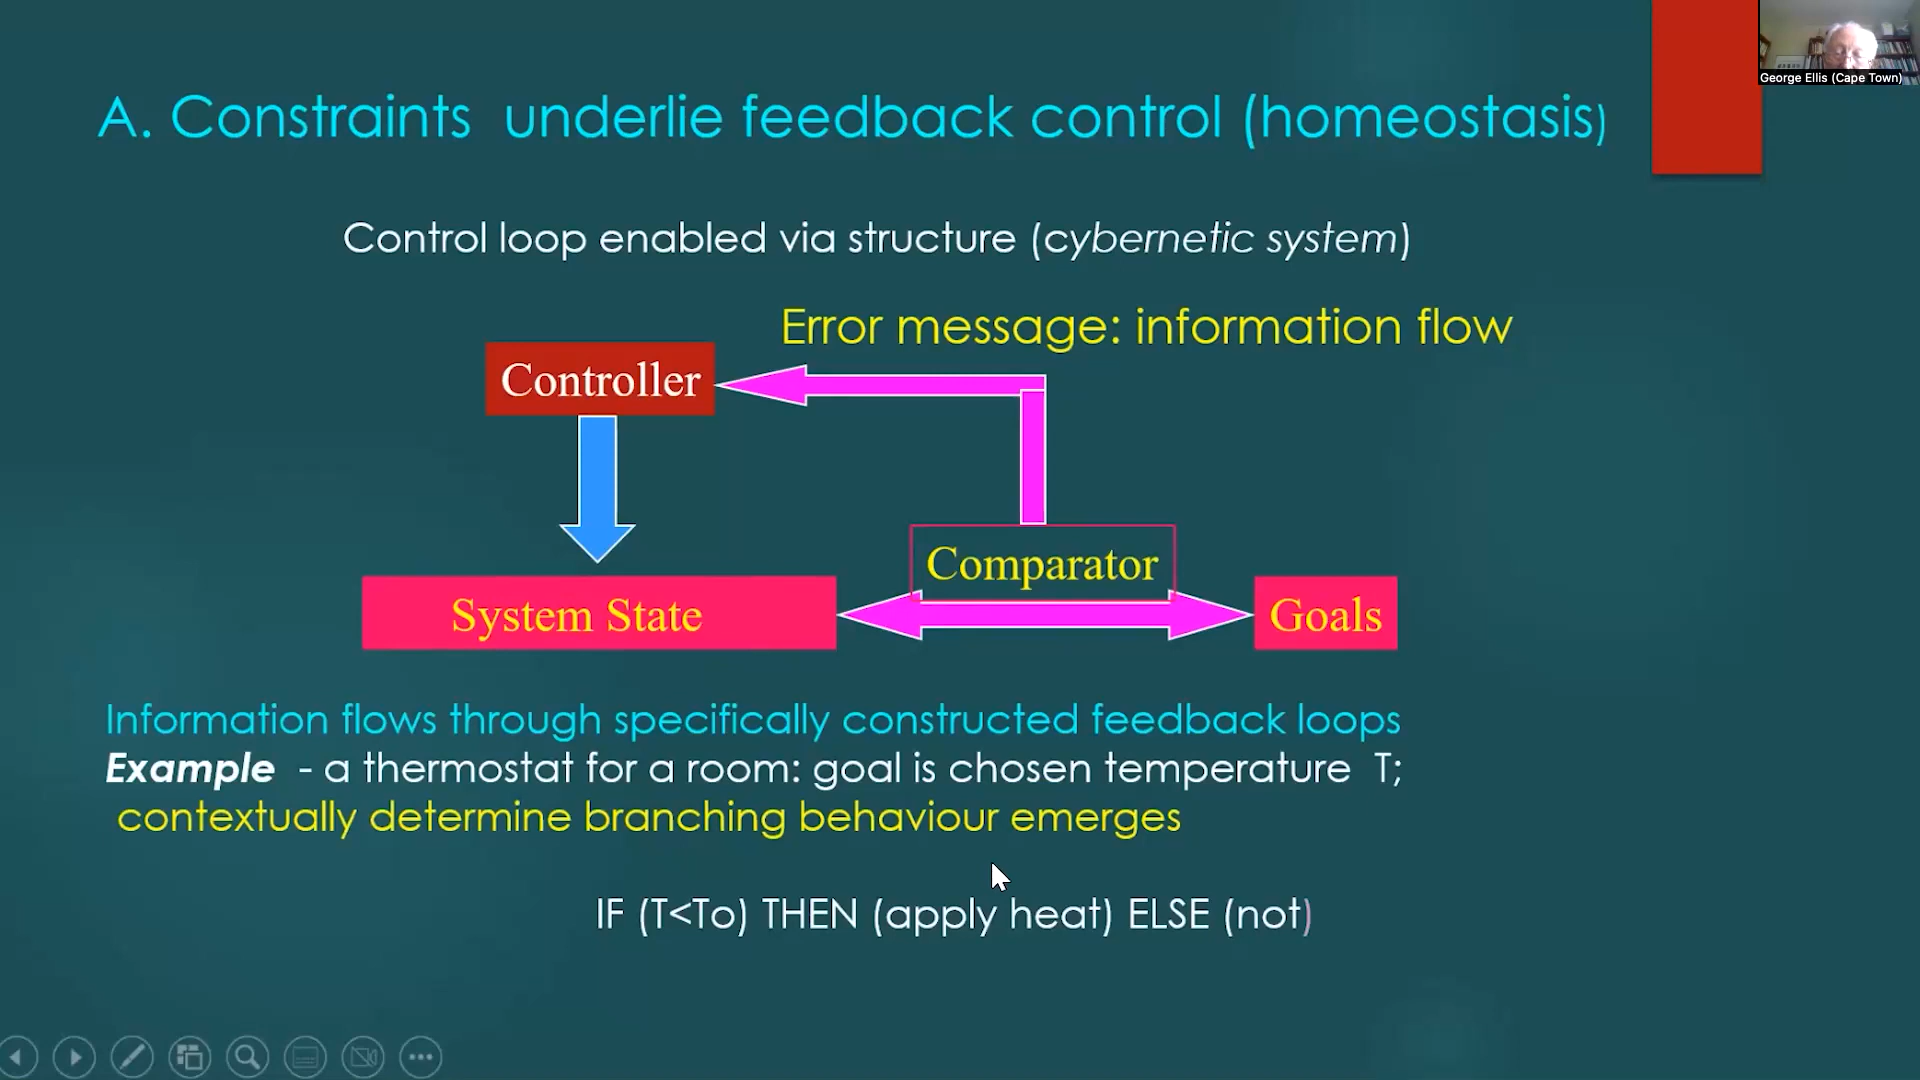 George Ellis (Cape Town)
A. Constraints underlie feedback control (homeostasis)
Control loop enabled via structure (cybernetic system)
Error message: information flow
Controller
Comparator
System State
Goals
Information flows through specifically constructed feedback loops
Example - a thermostat for a room: goal is chosen temperature T;
contextually determine branching behaviour emerges
IF (T<To) THEN (apply heat) ELSE (not)